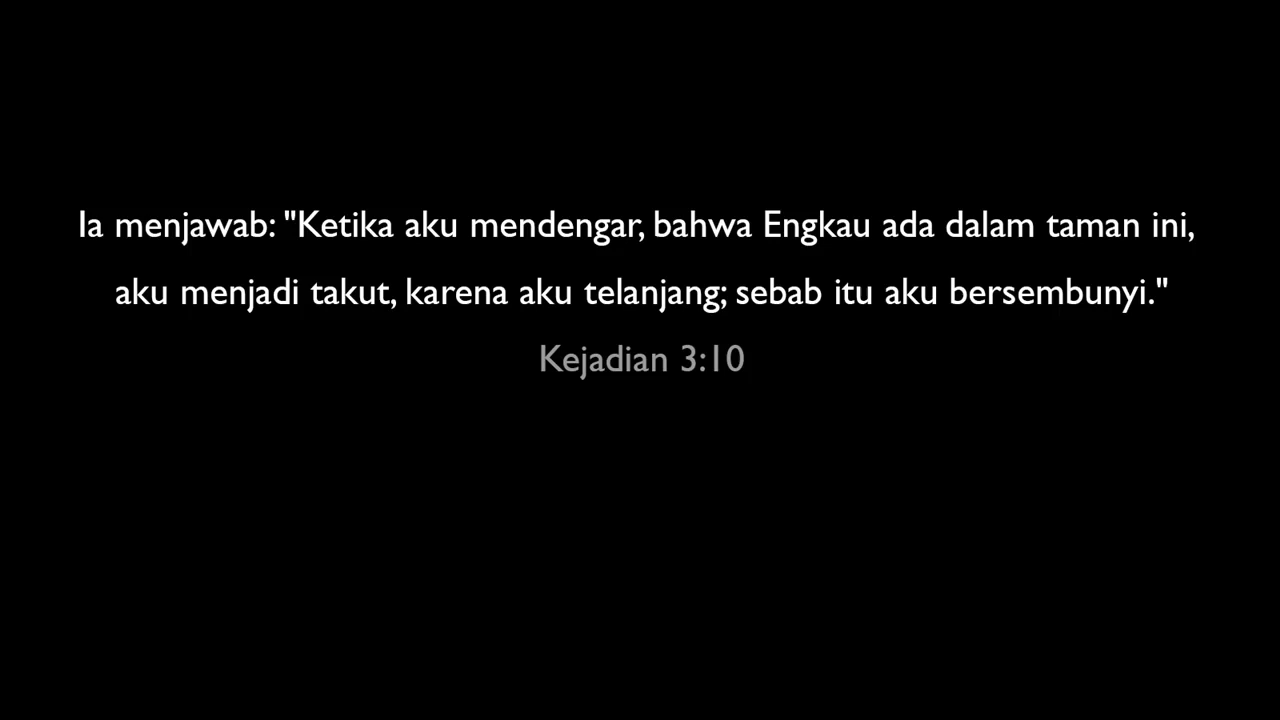 Ia menjawab: "Ketika aku mendengar, bahwa Engkau ada dalam taman ini,
aku menjadi takut, karena aku telanjang; sebab itu aku bersembunyi."
Kejadian 3:10